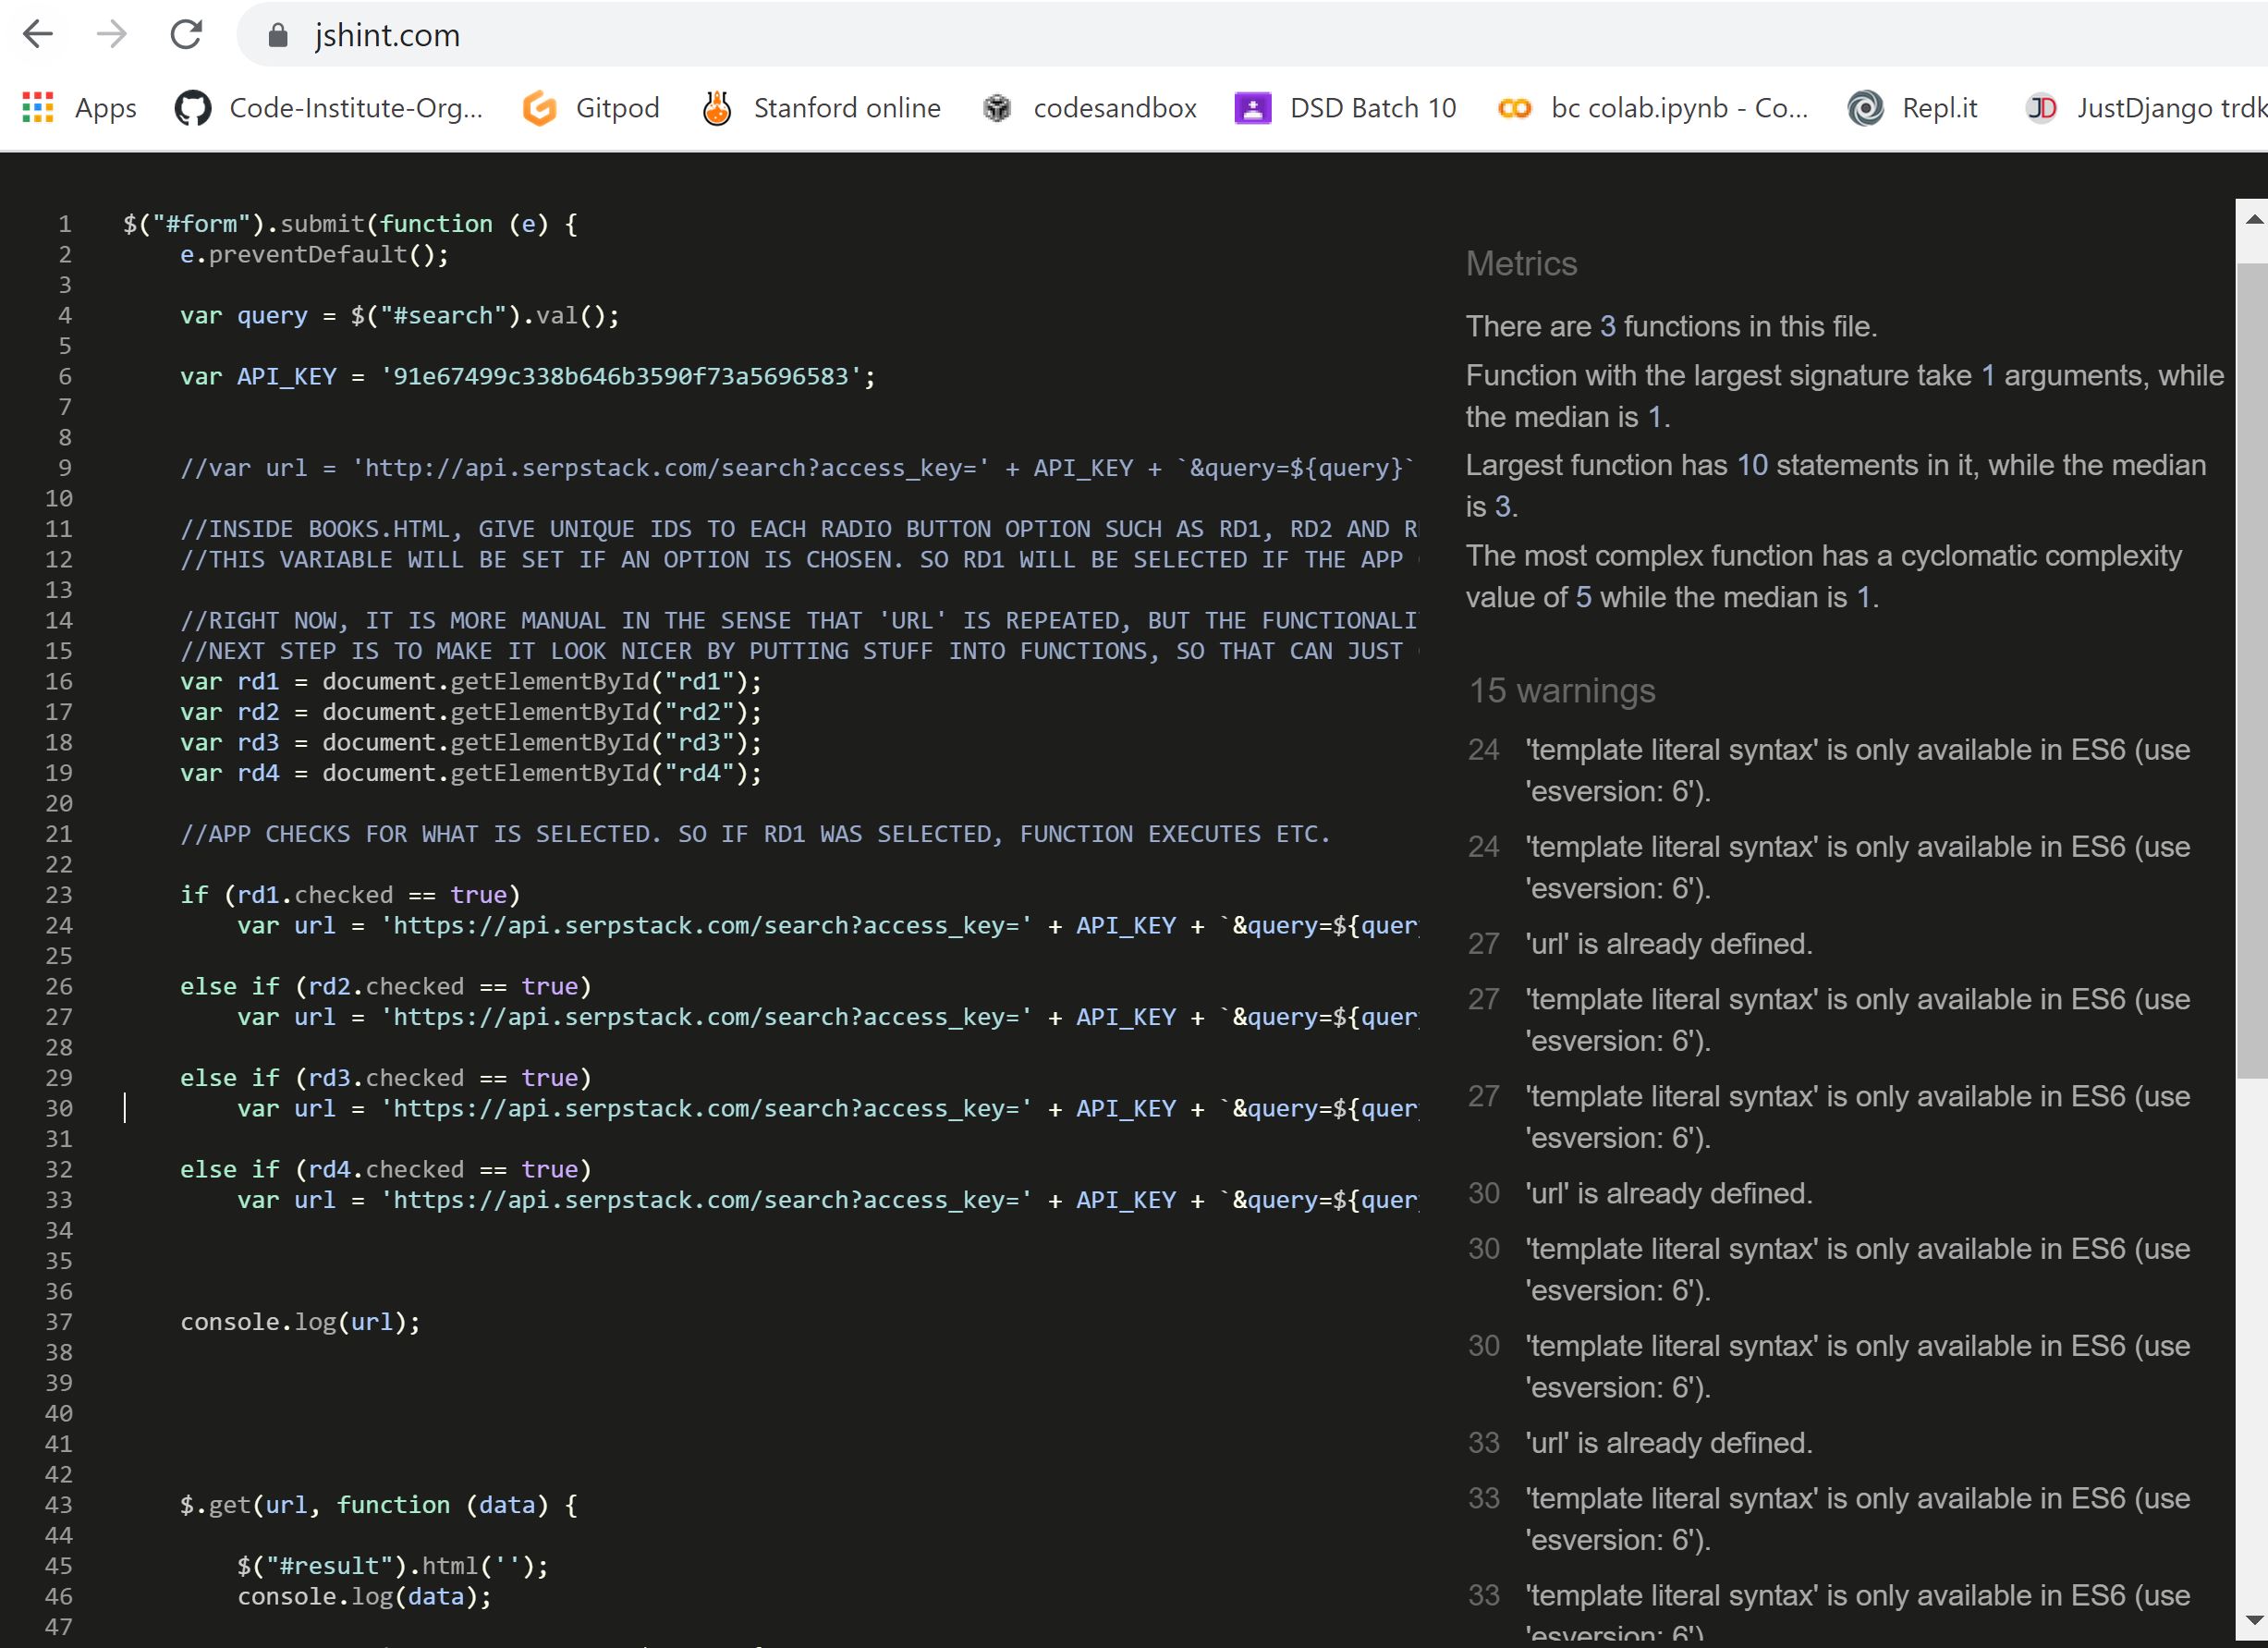 jshint.com
Apps Code-Institute-Org... Gitpod Stanford online codesandbox DSD Batch 10 bc colab.ipynb - Co... Repl.it JustDjango trdk
1 $("#form").submit(function (e) {
2 e.preventDefault();
3
4 var query = $("#search").val();
5
6 var API_KEY = '91e67499c338b646b3590f73a5696583';
7
8
9 //var url = 'http://api.serpstack.com/search?access_key=' + API_KEY + `&query=${query}`
10
11 //INSIDE BOOKS.HTML, GIVE UNIQUE IDS TO EACH RADIO BUTTON OPTION SUCH AS RD1, RD2 AND
12 //THIS VARIABLE WILL BE SET IF AN OPTION IS CHOSEN. SO RD1 WILL BE SELECTED IF THE APP
13
14 //RIGHT NOW, IT IS MORE MANUAL IN THE SENSE THAT 'URL' IS REPEATED, BUT THE FUNCTIONALI
15 //NEXT STEP IS TO MAKE IT LOOK NICER BY PUTTING STUFF INTO FUNCTIONS, SO THAT CAN JUST
16 var rd1 = document.getElementById("rd1");
17 var rd2 = document.getElementById("rd2");
18 var rd3 = document.getElementById("rd3");
19 var rd4 = document.getElementById("rd4");
20
21 //APP CHECKS FOR WHAT IS SELECTED. SO IF RD1 WAS SELECTED, FUNCTION EXECUTES ETC.
22
23 if (rd1.checked == true)
24 var url = 'https://api.serpstack.com/search?access_key=' + API_KEY + `&query=${quer
25
26 else if (rd2.checked == true)
27 var url = 'https://api.serpstack.com/search?access_key=' + API_KEY + `&query=${quer
28
29 else if (rd3.checked == true)
30 var url = 'https://api.serpstack.com/search?access_key=' + API_KEY + `&query=${quer
31
32 else if (rd4.checked == true)
33 var url = 'https://api.serpstack.com/search?access_key=' + API_KEY + `&query=${quer
34
35
36
37 console.log(url);
38
39
40
41
42
43 $.get(url, function (data) {
44
45 $("#result").html('');
46 console.log(data);
47
Metrics
There are 3 functions in this file.
Function with the largest signature take 1 arguments, while
the median is 1.
Largest function has 10 statements in it, while the median
is 3.
The most complex function has a cyclomatic complexity
value of 5 while the median is 1.
15 warnings
24 'template literal syntax' is only available in ES6 (use
'esversion: 6').
24 'template literal syntax' is only available in ES6 (use
'esversion: 6').
27 'url' is already defined.
27 'template literal syntax' is only available in ES6 (use
'esversion: 6').
27 'template literal syntax' is only available in ES6 (use
'esversion: 6').
30 'url' is already defined.
30 'template literal syntax' is only available in ES6 (use
'esversion: 6').
30 'template literal syntax' is only available in ES6 (use
'esversion: 6').
33 'url' is already defined.
33 'template literal syntax' is only available in ES6 (use
'esversion: 6').
33 'template literal syntax' is only available in ES6 (use
'esversion: 6')